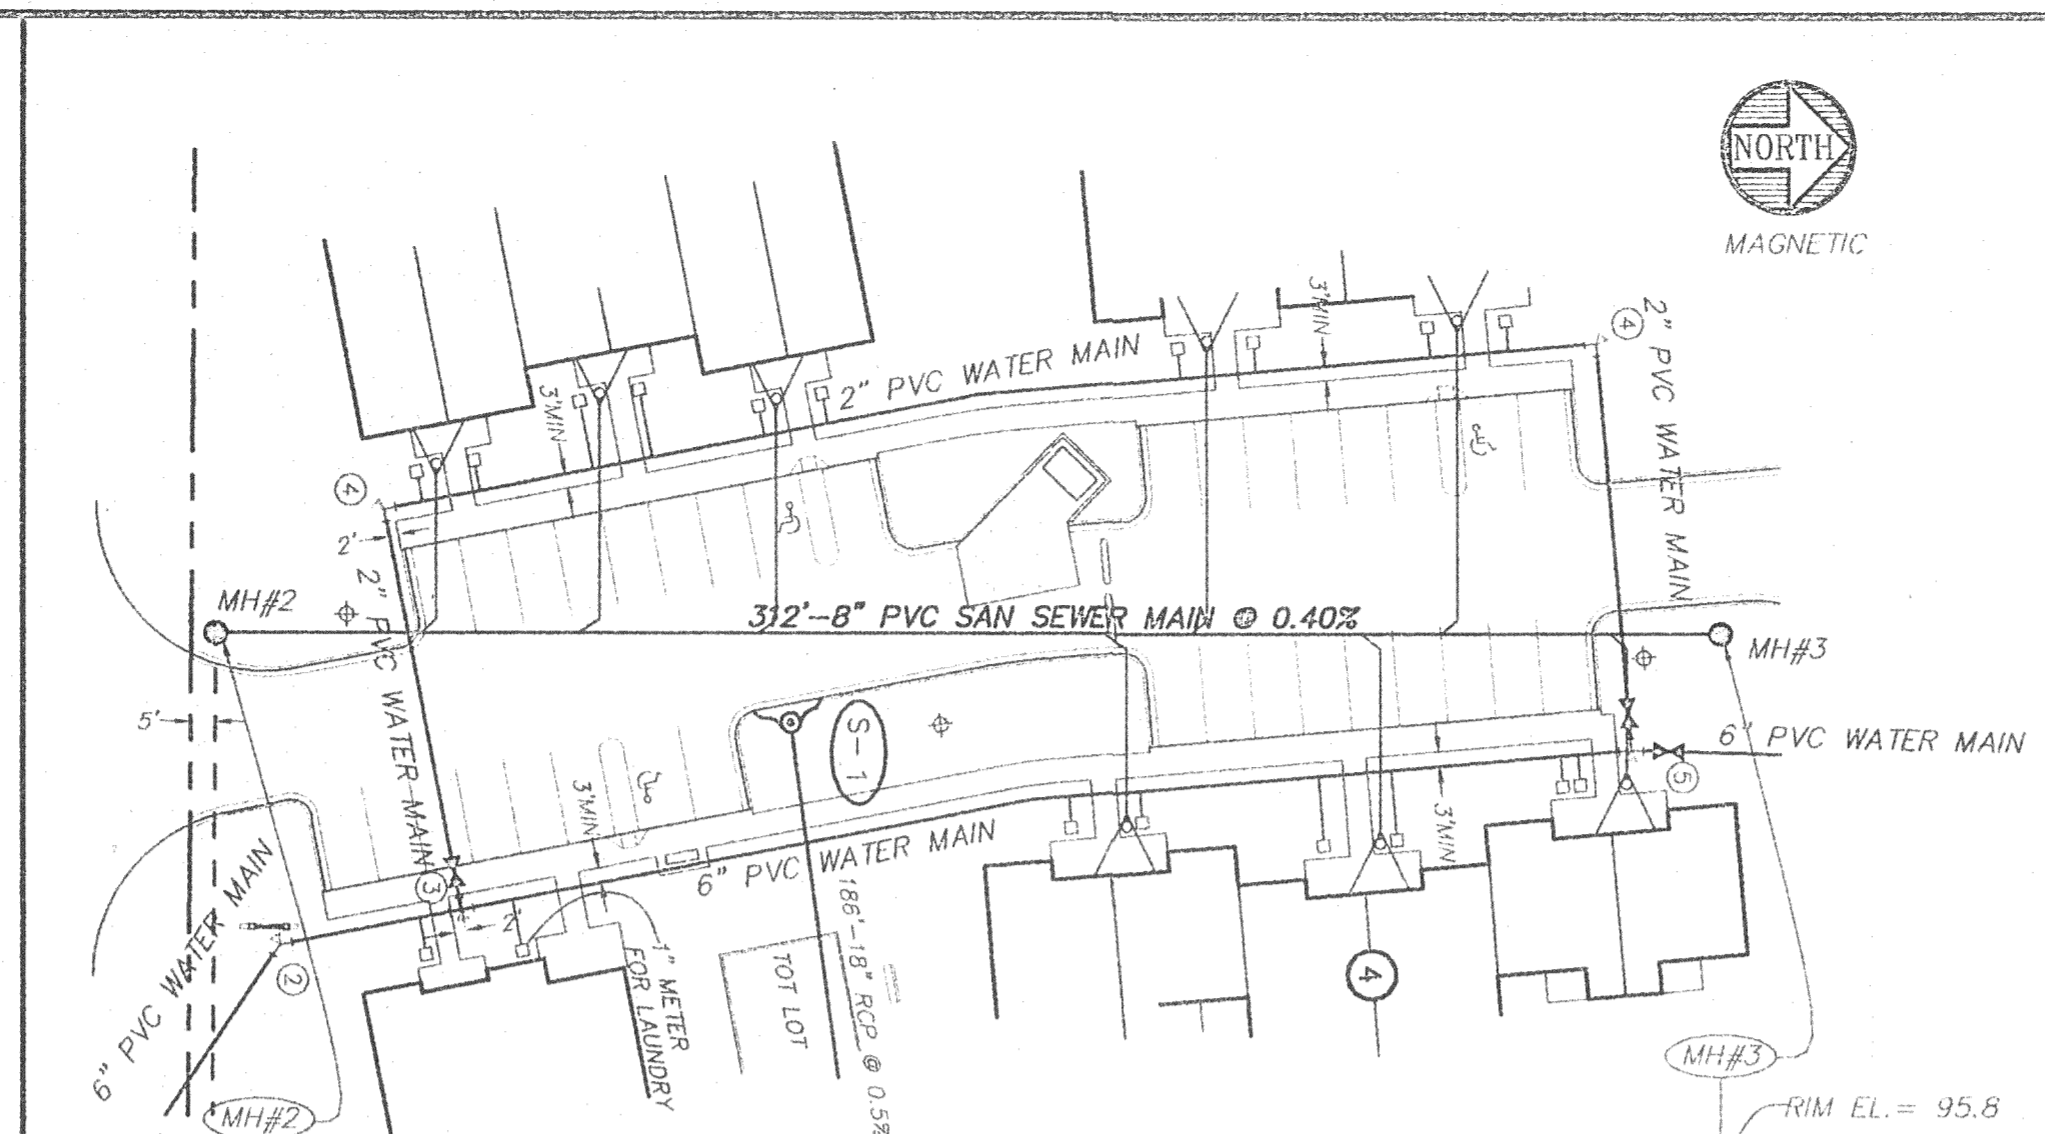 NORTH
MAGNETIC
3'MIN
④
2" PVC WATER MAIN
2" PVC WATER MAIN
3'MIN
④
2'
2" PVC WATER MAIN
MH#2
312'-8" PVC SAN SEWER MAIN @ 0.40%
MH#3
5'
S-1
6" PVC WATER MAIN
⑤
3'MIN
3'MIN
6" PVC WATER MAIN
③
2'
6" PVC WATER MAIN
②
1" METER
FOR LAUNDRY
TOT LOT
186'-18" RCP @ 0.5%
4
MH#3
MH#2
RIM EL.= 95.8